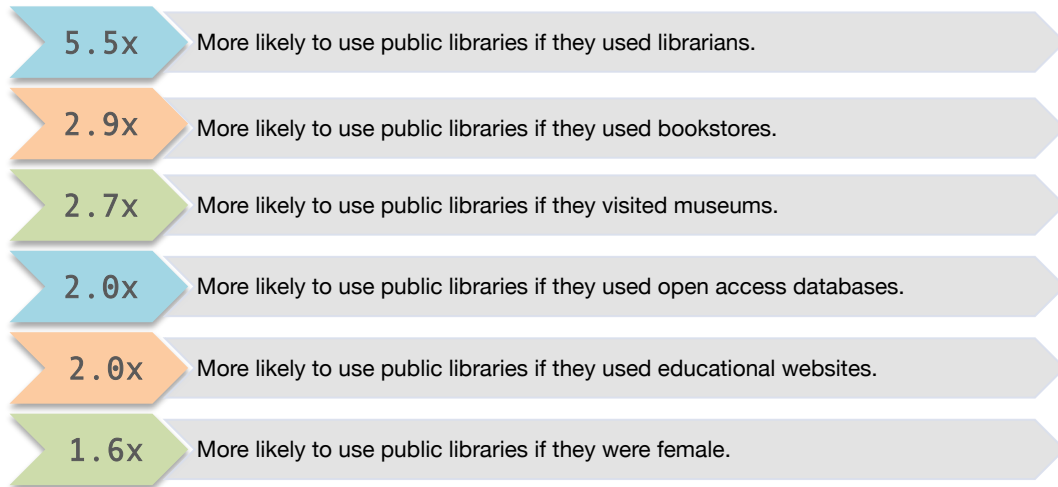 5.5x More likely to use public libraries if they used librarians.
2.9x More likely to use public libraries if they used bookstores.
2.7x More likely to use public libraries if they visited museums.
2.0x More likely to use public libraries if they used open access databases.
2.0x More likely to use public libraries if they used educational websites.
1.6x More likely to use public libraries if they were female.